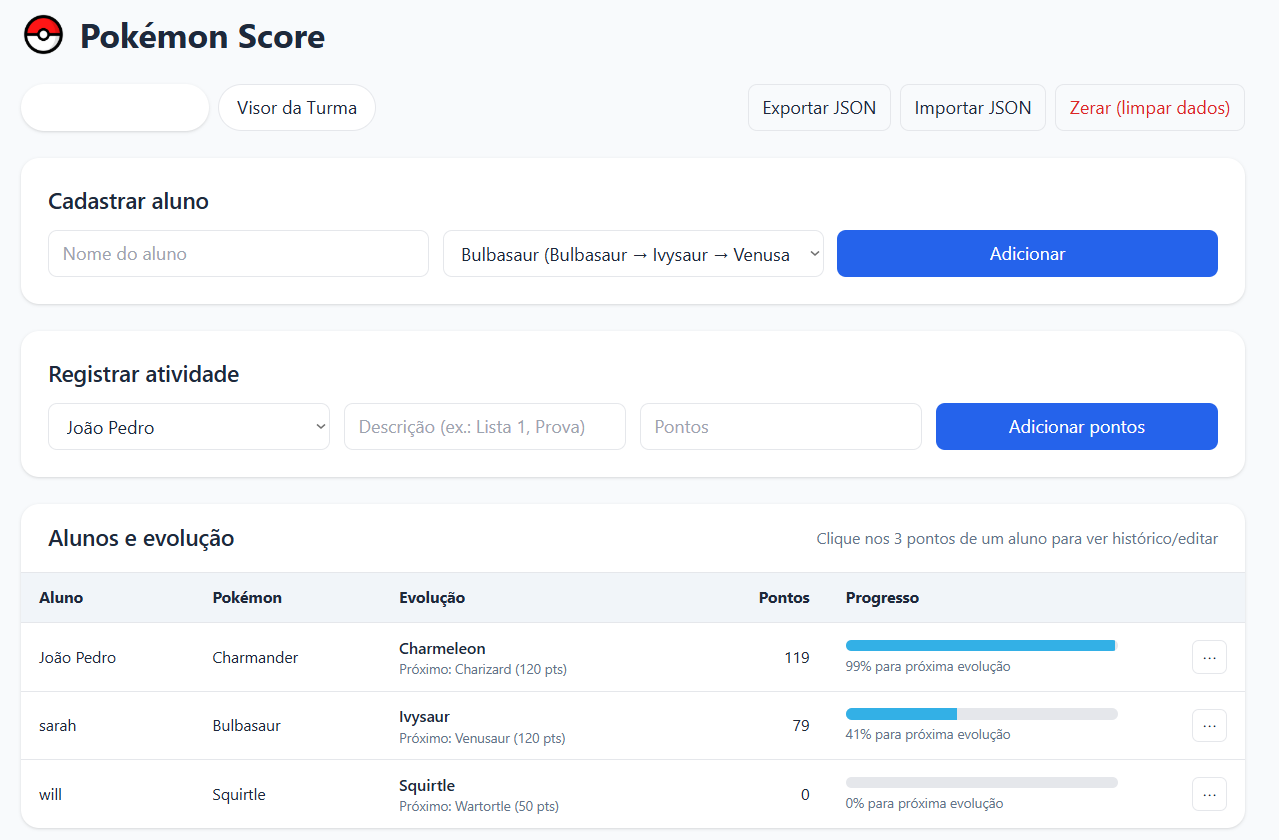 Pokémon Score
Visor da Turma
Exportar JSON
Importar JSON
Zerar (limpar dados)
Cadastrar aluno
Nome do aluno
Bulbasaur (Bulbasaur → Ivysaur → Venusa
Adicionar
Registrar atividade
João Pedro
Descrição (ex.: Lista 1, Prova)
Pontos
Adicionar pontos
Alunos e evolução
Clique nos 3 pontos de um aluno para ver histórico/editar
Aluno Pokémon Evolução Pontos Progresso
João Pedro Charmander Charmeleon 119
Próximo: Charizard (120 pts) 99% para próxima evolução
...
sarah Bulbasaur Ivysaur 79
Próximo: Venusaur (120 pts) 41% para próxima evolução
...
will Squirtle Squirtle 0
Próximo: Wartortle (50 pts) 0% para próxima evolução
...